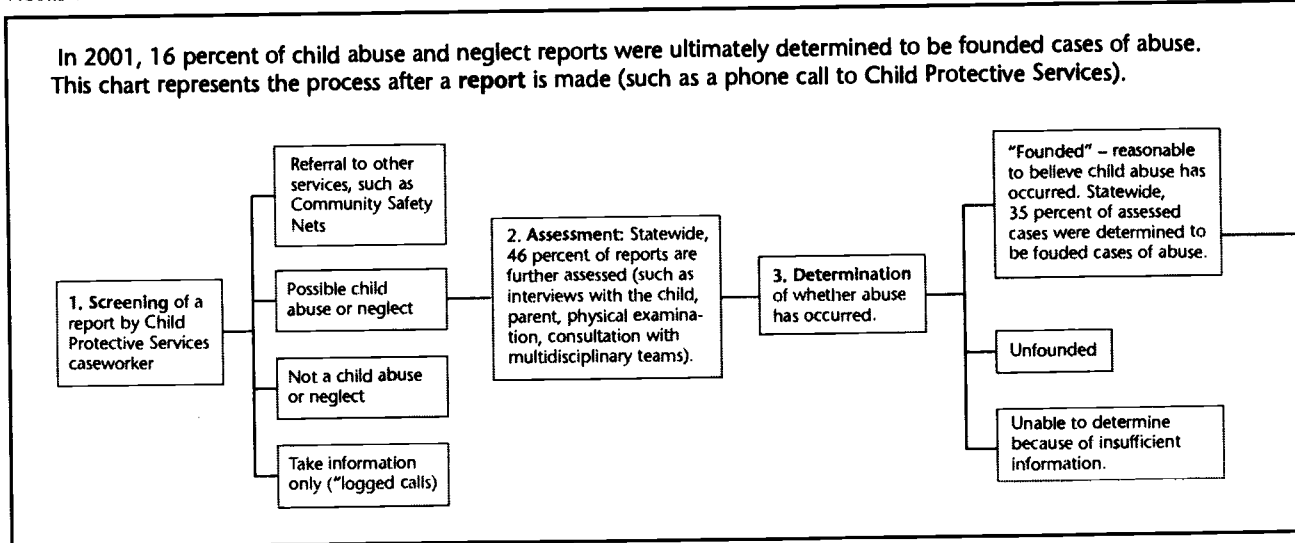 In 2001, 16 percent of child abuse and neglect reports were ultimately determined to be founded cases of abuse.
This chart represents the process after a report is made (such as a phone call to Child Protective Services).
1. Screening of a
report by Child
Protective Services
caseworker
Referral to other
services, such as
Community Safety
Nets
Possible child
abuse or neglect
Not a child abuse
or neglect
Take information
only ("logged calls)
2. Assessment: Statewide,
46 percent of reports are
further assessed (such as
interviews with the child,
parent, physical examina-
tion, consultation with
multidisciplinary teams).
3. Determination
of whether abuse
has occurred.
"Founded" – reasonable
to believe child abuse has
occurred. Statewide,
35 percent of assessed
cases were determined to
be fouded cases of abuse.
Unfounded
Unable to determine
because of insufficient
information.